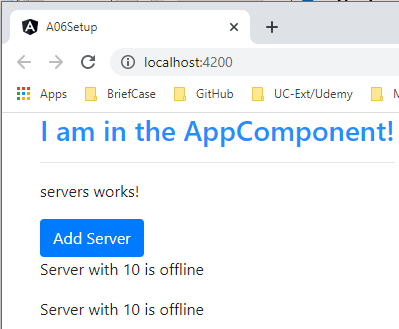 A06Setup
localhost:4200
Apps BriefCase GitHub UC-Ext/Udemy
I am in the AppComponent!
servers works!
Add Server
Server with 10 is offline
Server with 10 is offline